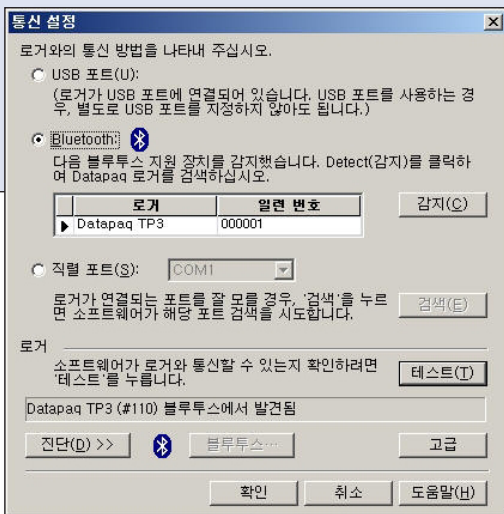 통신 설정
로거와의 통신 방법을 나타내 주십시오.
USB 포트(U):
(로거가 USB 포트에 연결되어 있습니다. USB 포트를 사용하는 경
우, 별도로 USB 포트를 지정하지 않아도 됩니다.)
Bluetooth:
다음 블루투스 지원 장치를 감지했습니다. Detect(감지)를 클릭하
여 Datapaq 로거를 검색하십시오.
로거 일련 번호
Datapaq TP3 000001
감지(C)
직렬 포트(S): COM1
로거가 연결되는 포트를 잘 모를 경우, '검색'을 누르
면 소프트웨어가 해당 포트 검색을 시도합니다.
검색(E)
로거
소프트웨어가 로거와 통신할 수 있는지 확인하려면
'테스트'를 누릅니다.
테스트(T)
Datapaq TP3 (#110) 블루투스에서 발견됨
진단(D) >> 블루투스... 고급
확인 취소 도움말(H)